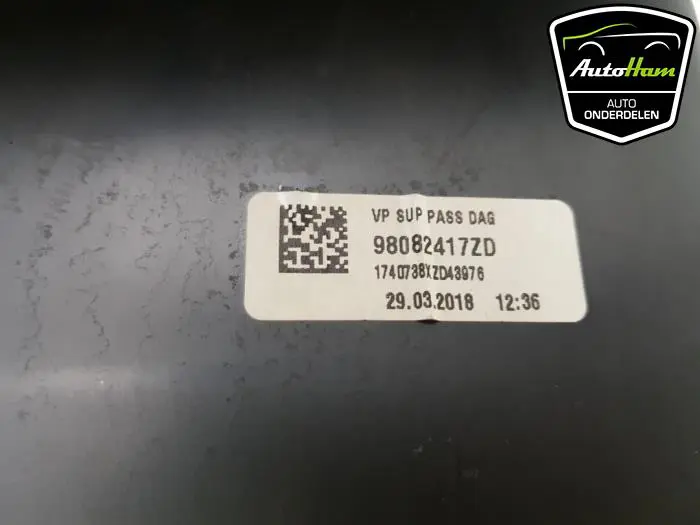 AutoHam
AUTO
ONDERDELEN
VP SUP PASS DAG
98082417ZD
1740738XZD43976
29.03.2018 12:36